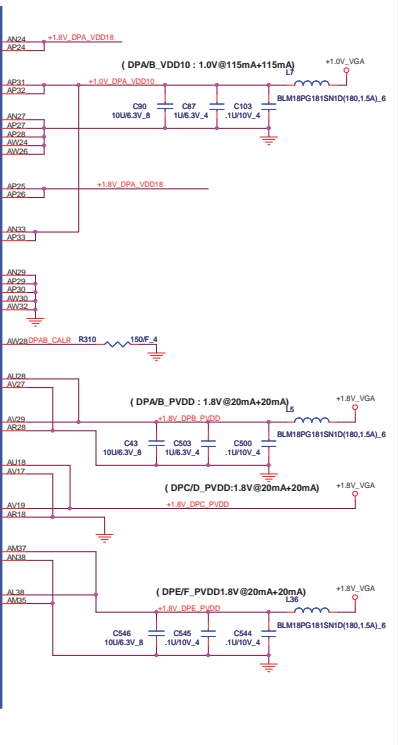 AN24 +1.8V_DPA_VDD18
AP24
( DPA/B_VDD10 : 1.0V@115mA+115mA)
+1.0V_VGA
L7
AP31 +1.0V_DPA_VDD10
AP32
BLM18PG181SN1D(180,1.5A)_6
C90 C87 C103
10U/6.3V_8 1U/6.3V_4 .1U/10V_4
AN27
AP27
AP28
AW24
AW26
AP25 +1.8V_DPA_VDD18
AP26
AN33
AP33
AN29
AP29
AP30
AW30
AW32
AW28 DPAB_CALR R310 150/F_4
AU28
AV27
( DPA/B_PVDD : 1.8V@20mA+20mA)
+1.8V_VGA
L5
AV29 +1.8V_DPB_PVDD
AR28
BLM18PG181SN1D(180,1.5A)_6
C43 C503 C500
10U/6.3V_8 1U/6.3V_4 .1U/10V_4
AU18
AV17
( DPC/D_PVDD:1.8V@20mA+20mA)
+1.8V_VGA
AV19 +1.8V_DPC_PVDD
AR18
AM37
AN38
( DPE/F_PVDD1.8V@20mA+20mA)
+1.8V_VGA
L36
AL38
AM35
+1.8V_DPE_PVDD
BLM18PG181SN1D(180,1.5A)_6
C546 C545 C544
10U/6.3V_8 .1U/10V_4 .1U/10V_4